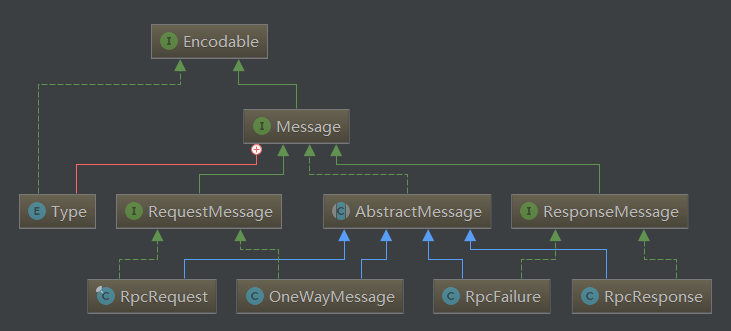 I Encodable
I Message
E Type
I RequestMessage
C AbstractMessage
I ResponseMessage
C RpcRequest
C OneWayMessage
C RpcFailure
C RpcResponse